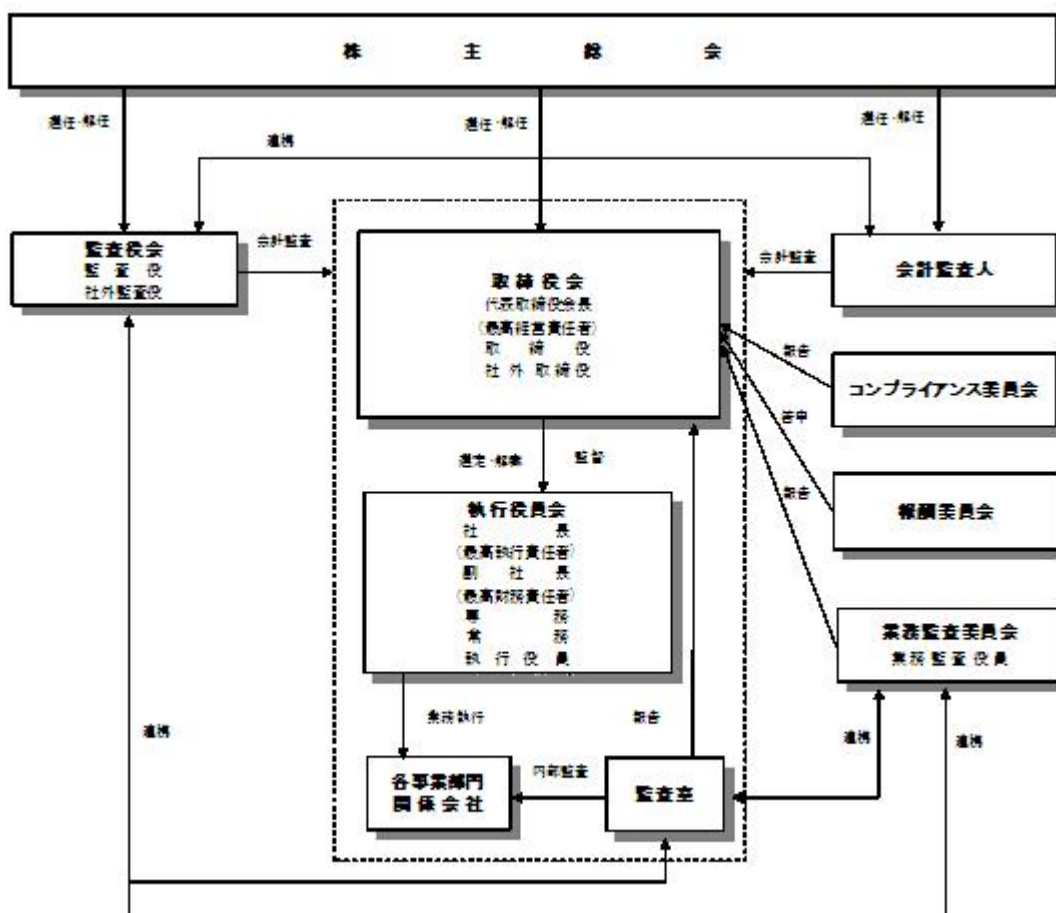 株主総会
選任・解任
選任・解任
選任・解任
連携
監査役会
監査役
社外監査役
会計監査
取締役会
代表取締役会長
(最高経営責任者)
取締役
社外取締役
会計監査
会計監査人
報告
コンプライアンス委員会
答申
報酬委員会
報告
業務監査委員会
業務監査役員
選定・解職
監督
執行役員会
社長
(最高執行責任者)
副社長
(最高財務責任者)
専務
常務
執行役員
業務執行
報告
連携
連携
連携
各事業部門
関係会社
内部監査
監査室